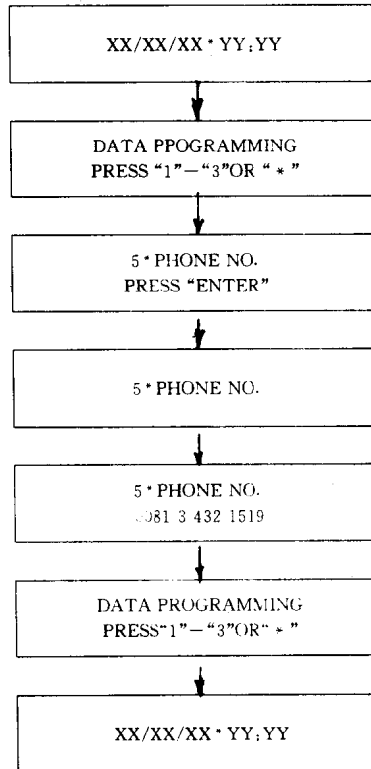 XX/XX/XX * YY:YY
DATA PPOGRAMMING
PRESS “1”—“3”OR “ * ”
5 * PHONE NO.
PRESS “ENTER”
5 * PHONE NO.
5 * PHONE NO.
3 432 1519
DATA PROGRAMMING
PRESS“1”—“3”OR“ * ”
XX/XX/XX * YY:YY